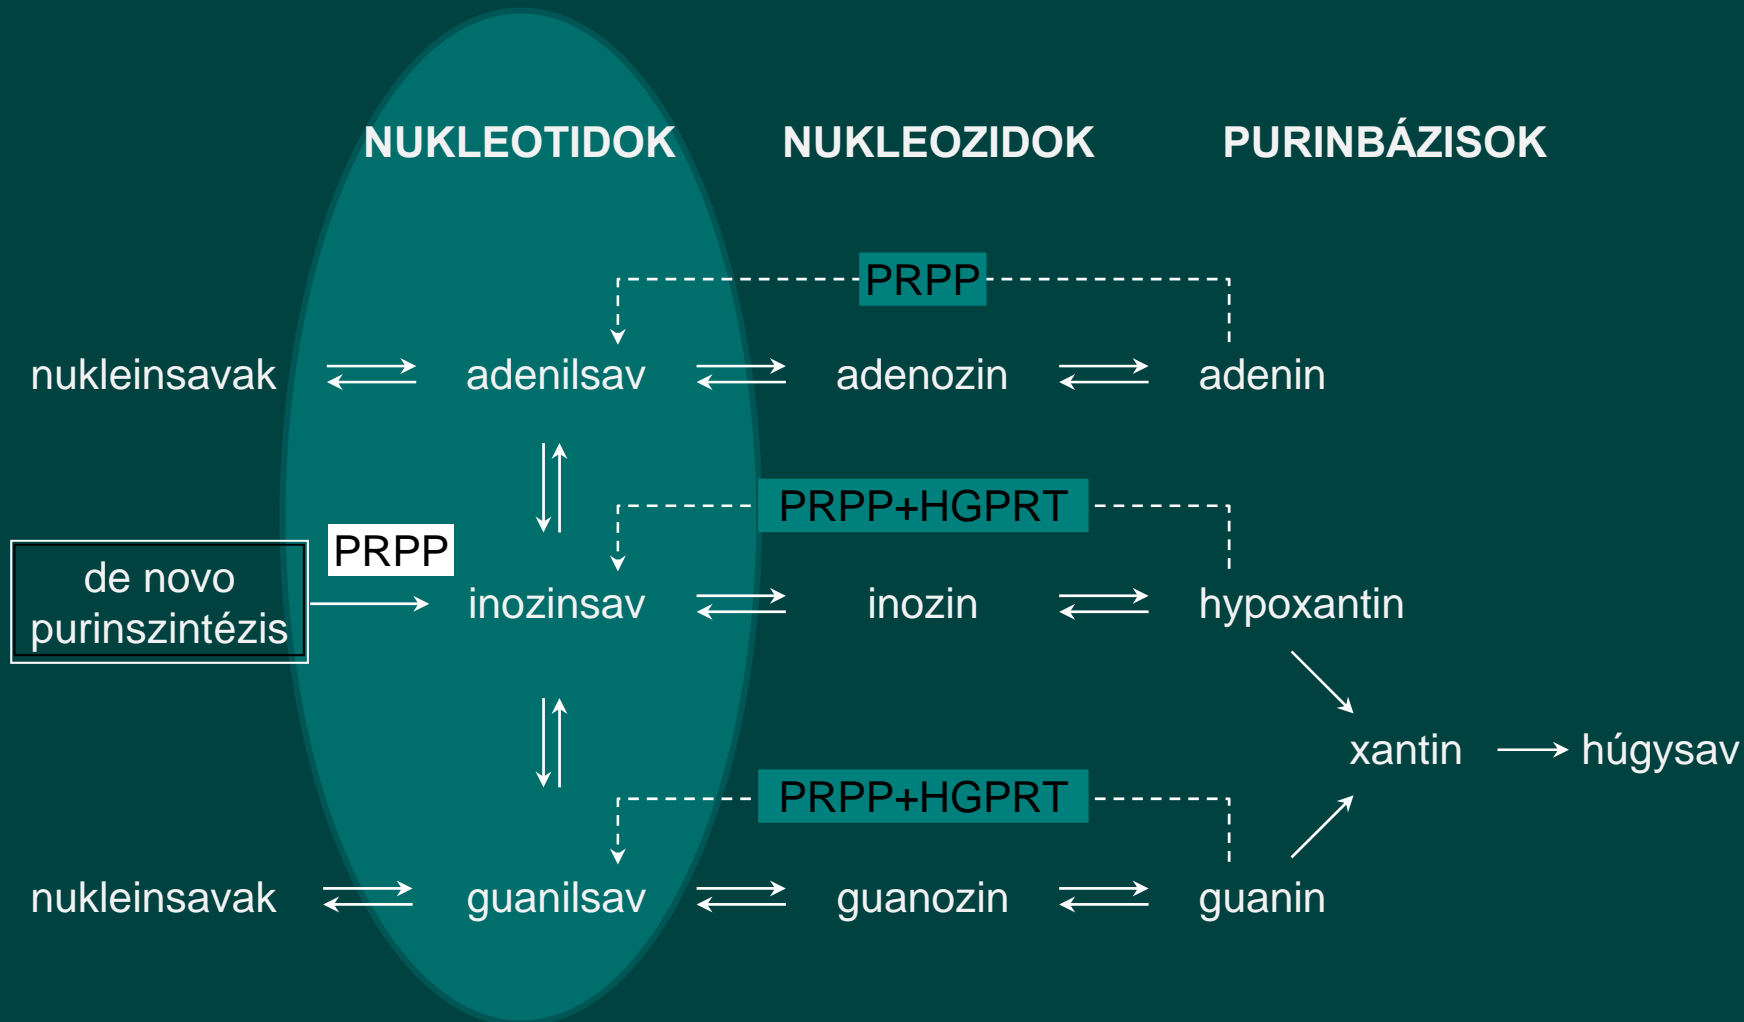 NUKLEOTIDOK NUKLEOZIDOK PURINBÁZISOK
PRPP
nukleinsavak adenilsav adenozin adenin
PRPP+HGPRT
PRPP
de novo
purinszintézis
inozinsav inozin hypoxantin
xantin húgysav
PRPP+HGPRT
nukleinsavak guanilsav guanozin guanin